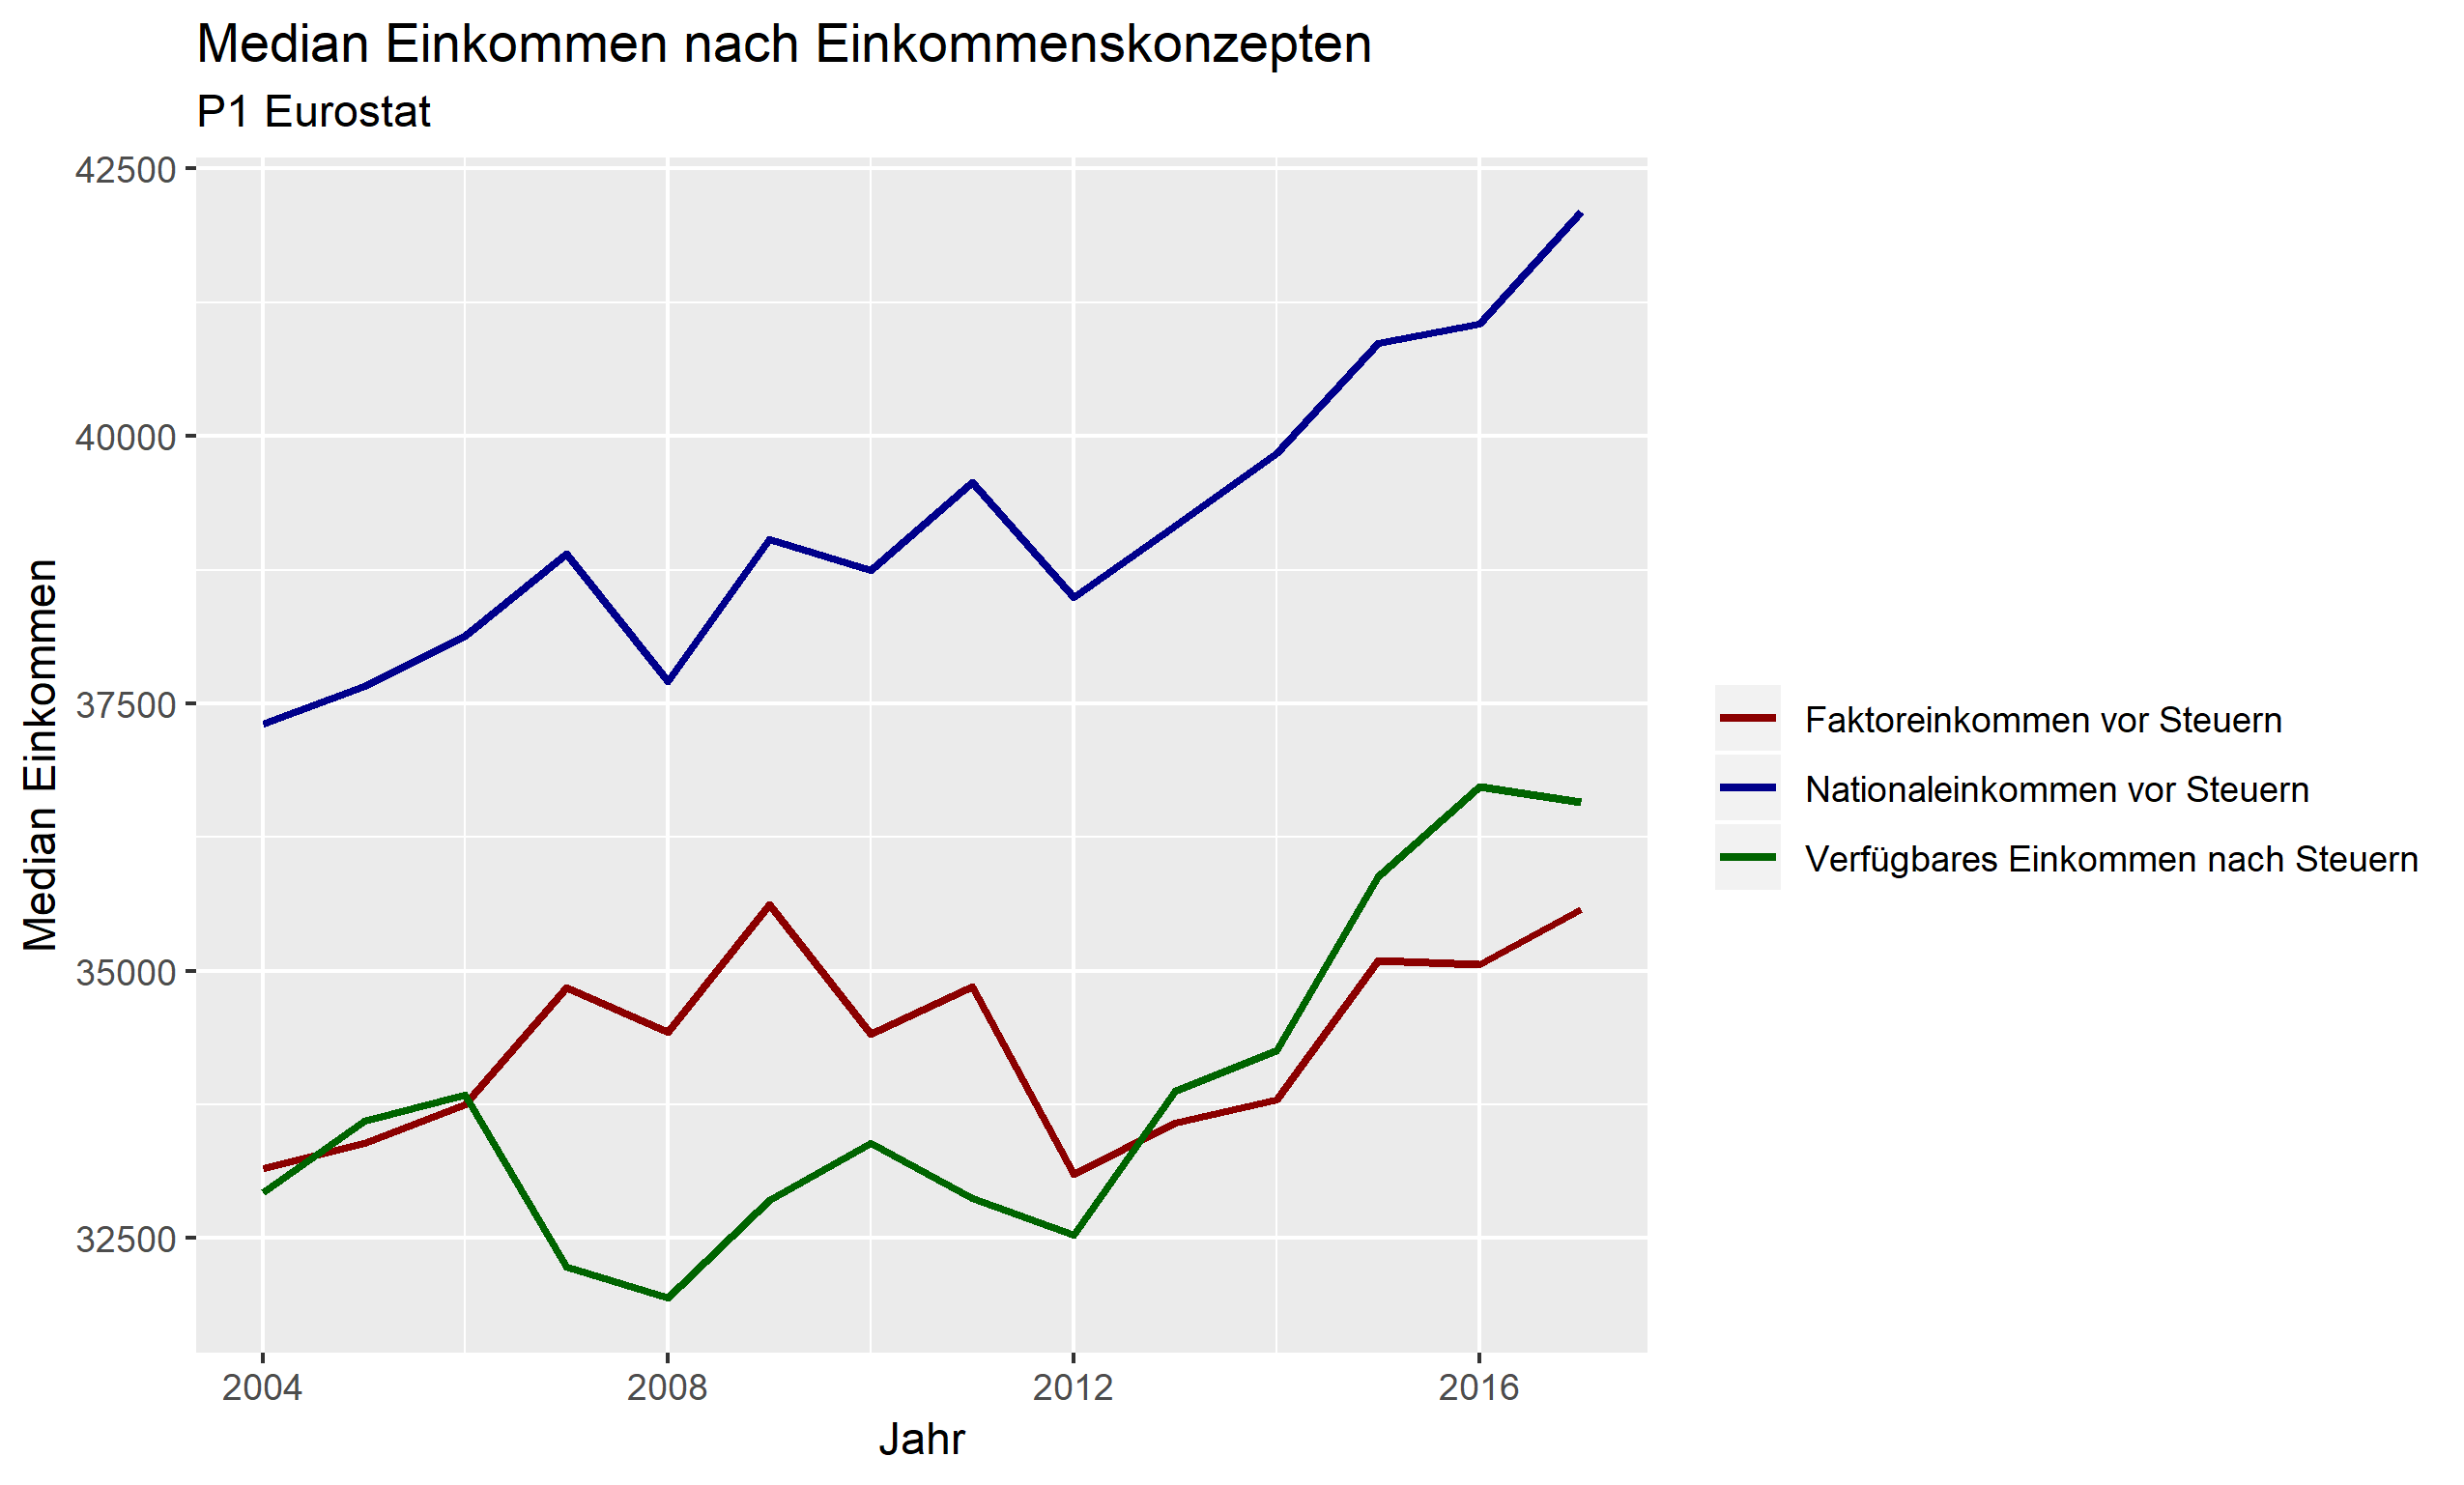 Median Einkommen nach Einkommenskonzepten
P1 Eurostat
42500
40000
37500
35000
32500
Median Einkommen
2004
2008
2012
2016
Jahr
Faktoreinkommen vor Steuern
Nationaleinkommen vor Steuern
Verfügbares Einkommen nach Steuern